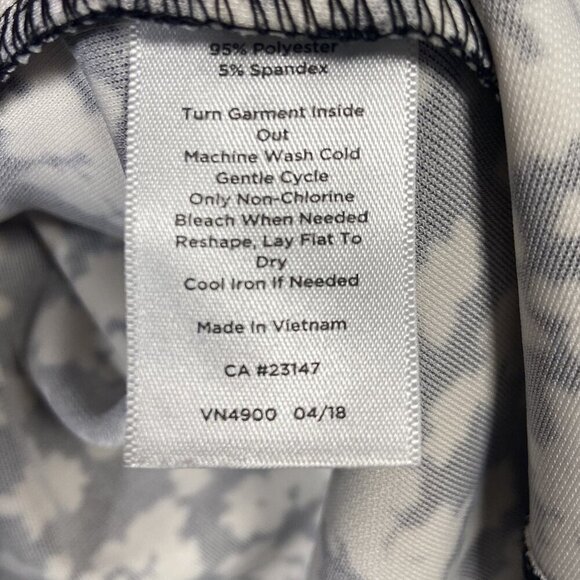 95% Polyester
5% Spandex
Turn Garment Inside
Out
Machine Wash Cold
Gentle Cycle
Only Non-Chlorine
Bleach When Needed
Reshape, Lay Flat To
Dry
Cool Iron If Needed
Made In Vietnam
CA #23147
VN4900 04/18